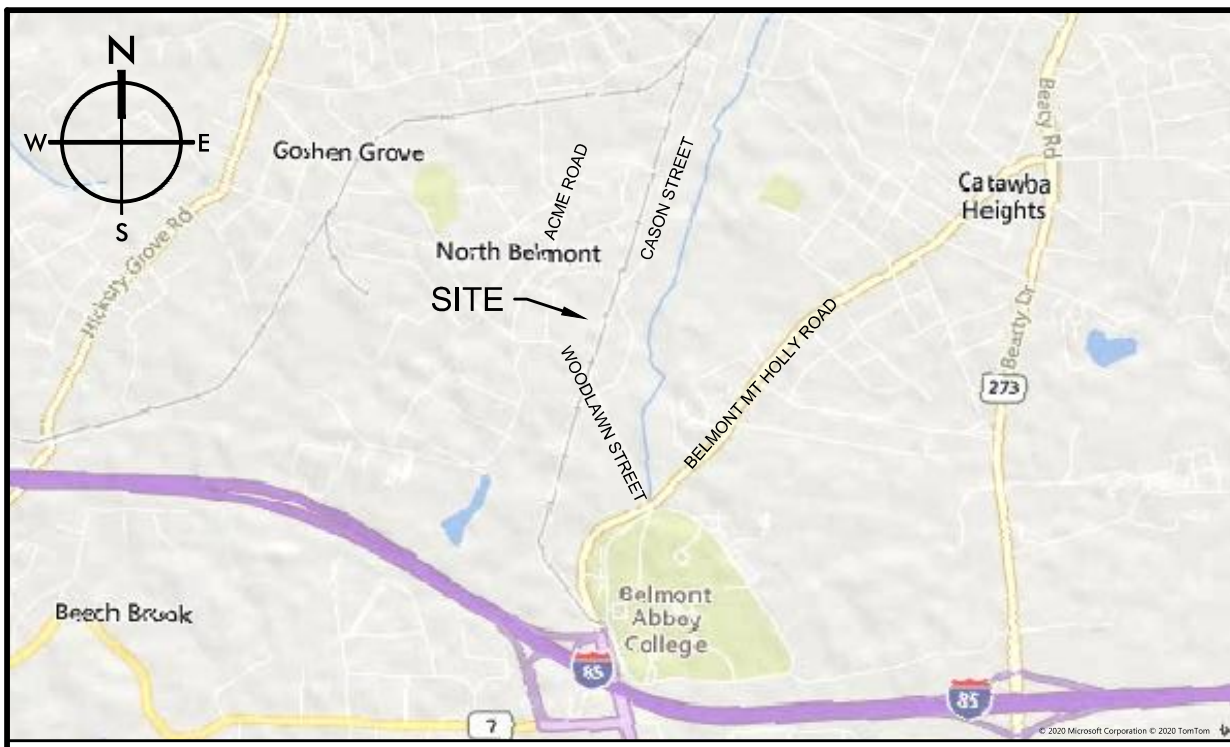 N
W
E
S
Goshen Grove
ACME ROAD
CASON STREET
Beaty Rd
Catawba
Heights
North Belmont
Hickory Grove Rd
SITE
Beatty Dr
BELMONT MT HOLLY ROAD
WOODLAWN STREET
273
Belmont
Abbey
College
Beech Brook
85
85
7
© 2020 Microsoft Corporation © 2020 TomTom